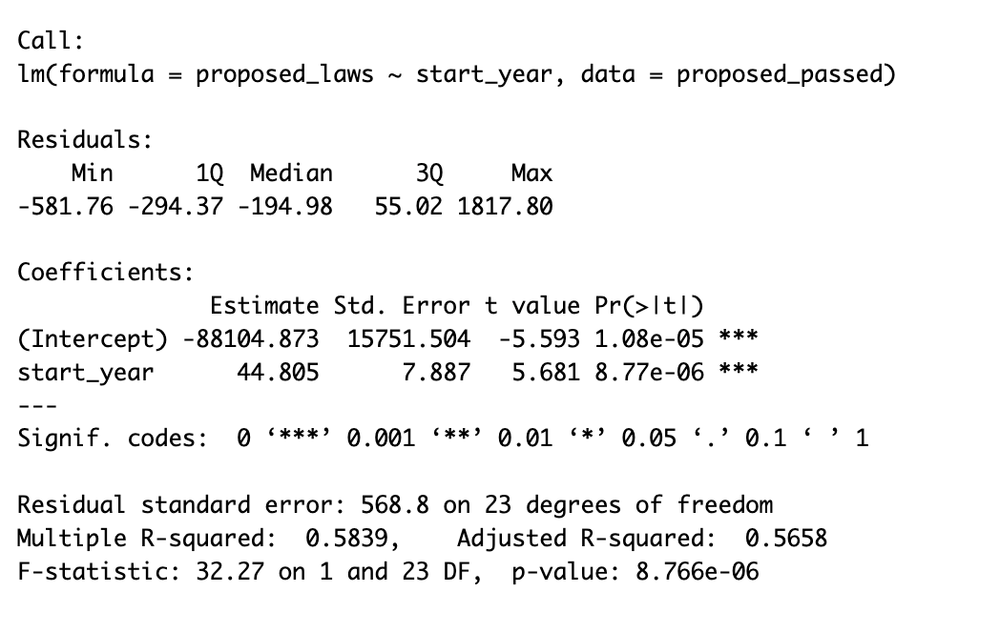 Call:
lm(formula = proposed_laws ~ start_year, data = proposed_passed)
Residuals:
    Min      1Q  Median      3Q     Max
-581.76 -294.37 -194.98   55.02 1817.80
Coefficients:
             Estimate Std. Error t value Pr(>|t|)
(Intercept) -88104.873  15751.504  -5.593 1.08e-05 ***
start_year      44.805      7.887   5.681 8.77e-06 ***
---
Signif. codes:  0 ‘***’ 0.001 ‘**’ 0.01 ‘*’ 0.05 ‘.’ 0.1 ‘ ’ 1
Residual standard error: 568.8 on 23 degrees of freedom
Multiple R-squared:  0.5839,    Adjusted R-squared:  0.5658
F-statistic: 32.27 on 1 and 23 DF,  p-value: 8.766e-06